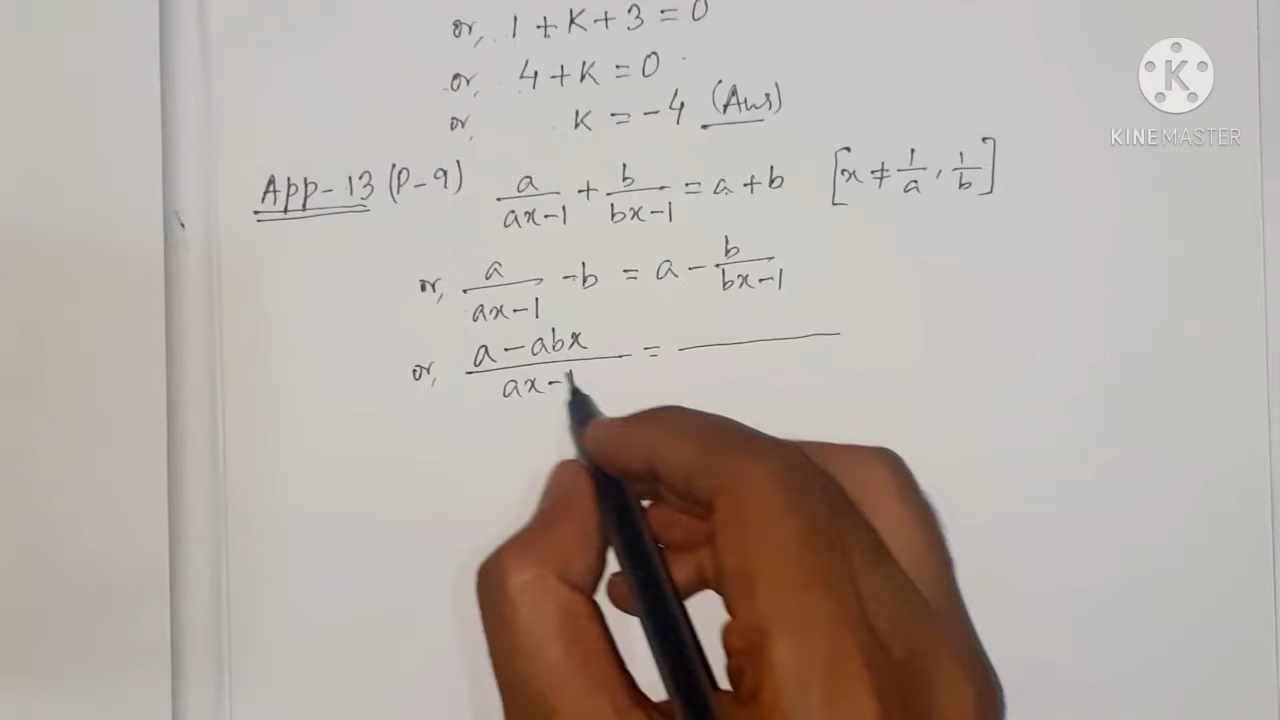 or, 1 + K + 3 = 0
or, 4 + K = 0
or, K = -4 (Ans)
KINEMASTER
App-13 (P-9) a/(ax-1) + b/(bx-1) = a + b [x ≠ 1/a, 1/b]
or, a/(ax-1) - b = a - b/(bx-1)
or, (a - abx)/(ax-1) =